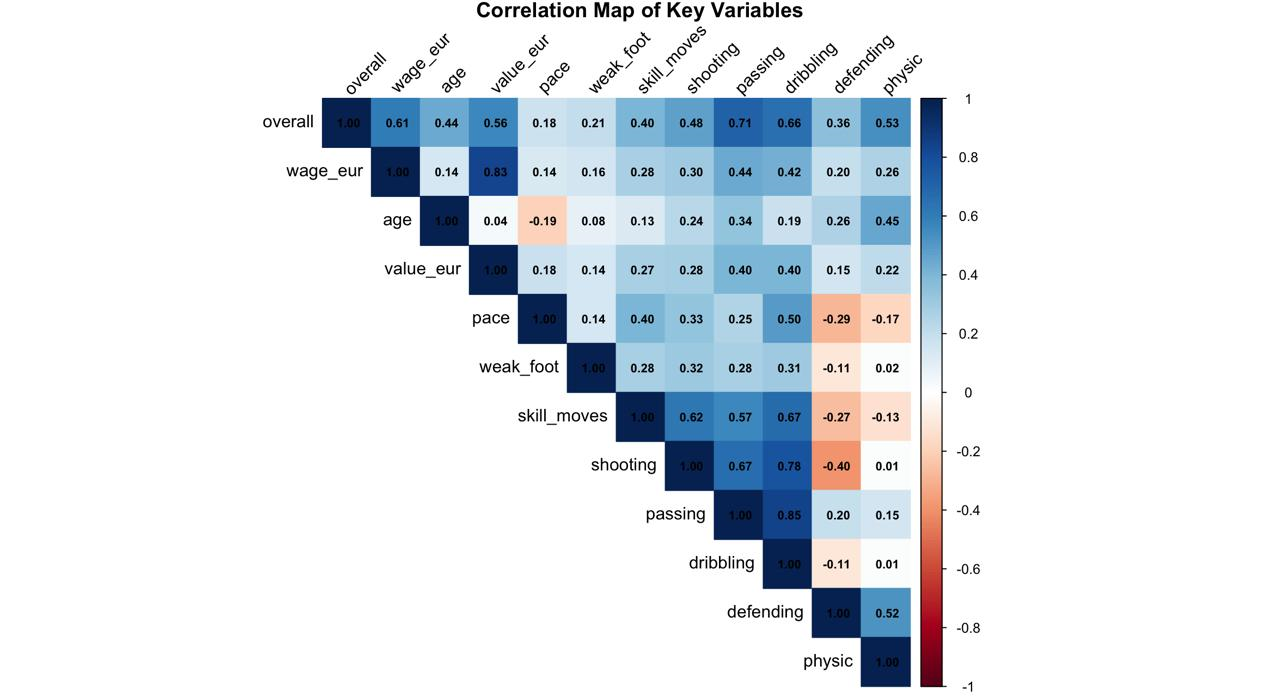 Correlation Map of Key Variables
overall wage_eur age value_eur pace weak_foot skill_moves shooting passing dribbling defending physic
overall 1.00 0.61 0.44 0.56 0.18 0.21 0.40 0.48 0.71 0.66 0.36 0.53
wage_eur 1.00 0.14 0.83 0.14 0.16 0.28 0.30 0.44 0.42 0.20 0.26
age 1.00 0.04 -0.19 0.08 0.13 0.24 0.34 0.19 0.26 0.45
value_eur 1.00 0.18 0.14 0.27 0.28 0.40 0.40 0.15 0.22
pace 1.00 0.14 0.40 0.33 0.25 0.50 -0.29 -0.17
weak_foot 1.00 0.28 0.32 0.28 0.31 -0.11 0.02
skill_moves 1.00 0.62 0.57 0.67 -0.27 -0.13
shooting 1.00 0.67 0.78 -0.40 0.01
passing 1.00 0.85 0.20 0.15
dribbling 1.00 -0.11 0.01
defending 1.00 0.52
physic 1.00
1
0.8
0.6
0.4
0.2
0
-0.2
-0.4
-0.6
-0.8
-1